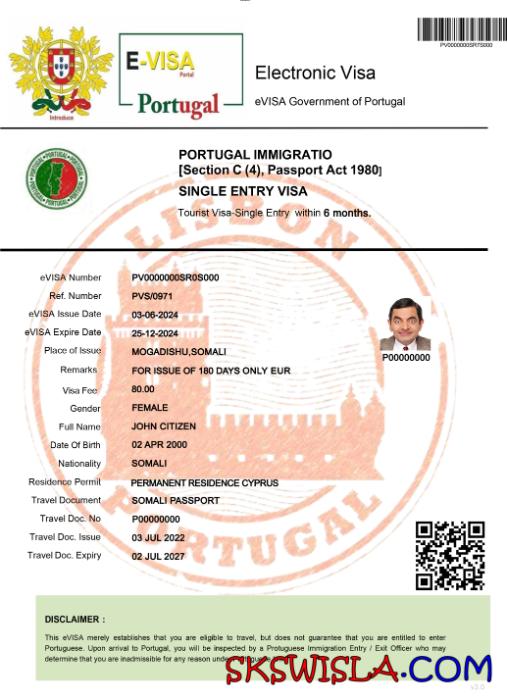 PV0000000SR7S000
E-VISA
Portal
Portugal
Introduce
Electronic Visa
eVISA Government of Portugal
PORTUGAL PORTUGAL PORTUGAL PORTUGAL
PORTUGAL IMMIGRATIO
[Section C (4), Passport Act 1980]
SINGLE ENTRY VISA
Tourist Visa-Single Entry within 6 months.
LISBON
eVISA Number PV0000000SR0S000
Ref. Number PVS/0971
eVISA Issue Date 03-06-2024
eVISA Expire Date 25-12-2024
Place of Issue MOGADISHU,SOMALI
P00000000
Remarks FOR ISSUE OF 180 DAYS ONLY EUR
Visa Fee 80.00
Gender FEMALE
Full Name JOHN CITIZEN
Date Of Birth 02 APR 2000
Nationality SOMALI
Residence Permit PERMANENT RESIDENCE CYPRUS
Travel Document SOMALI PASSPORT
Travel Doc. No P00000000
Travel Doc. Issue 03 JUL 2022
Travel Doc. Expiry 02 JUL 2027
PORTUGAL
DISCLAIMER :
This eVISA merely establishes that you are eligible to travel, but does not guarantee that you are entitled to enter
Portuguese. Upon arrival to Portugal, you will be inspected by a Protuguese Immigration Entry / Exit Officer who may
determine that you are inadmissible for any reason under
SKSWISLA.COM
v3.0